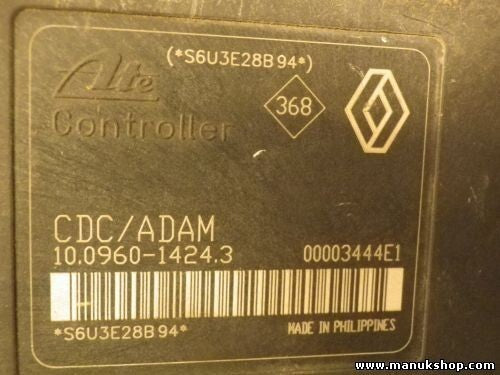 (*S6U3E28B94*)
Ate
368
Controller
CDC/ADAM
10.0960-1424.3 00003444E1
*S6U3E28B94* MADE IN PHILIPPINES
www.manukshop.com